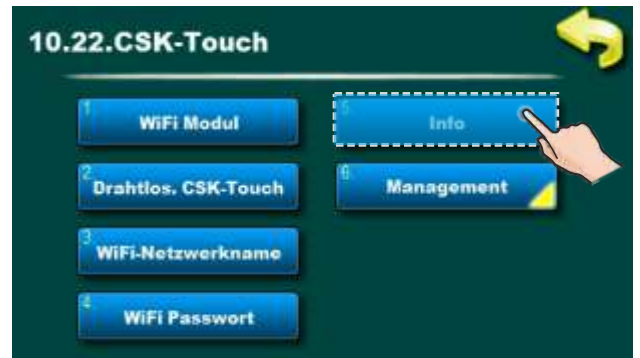 10.22.CSK-Touch
1
WiFi Modul
2
Drahtlos. CSK-Touch
3
WiFi-Netzwerkname
4
WiFi Passwort
5
Info
6
Management